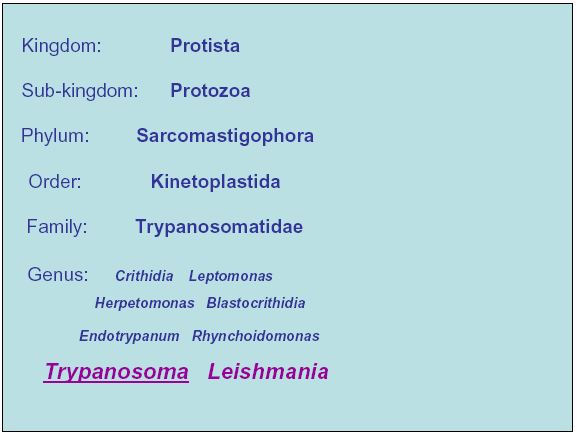 Kingdom: Protista
Sub-kingdom: Protozoa
Phylum: Sarcomastigophora
Order: Kinetoplastida
Family: Trypanosomatidae
Genus: Crithidia Leptomonas
Herpetomonas Blastocrithidia
Endotrypanum Rhynchoidomonas
Trypanosoma Leishmania